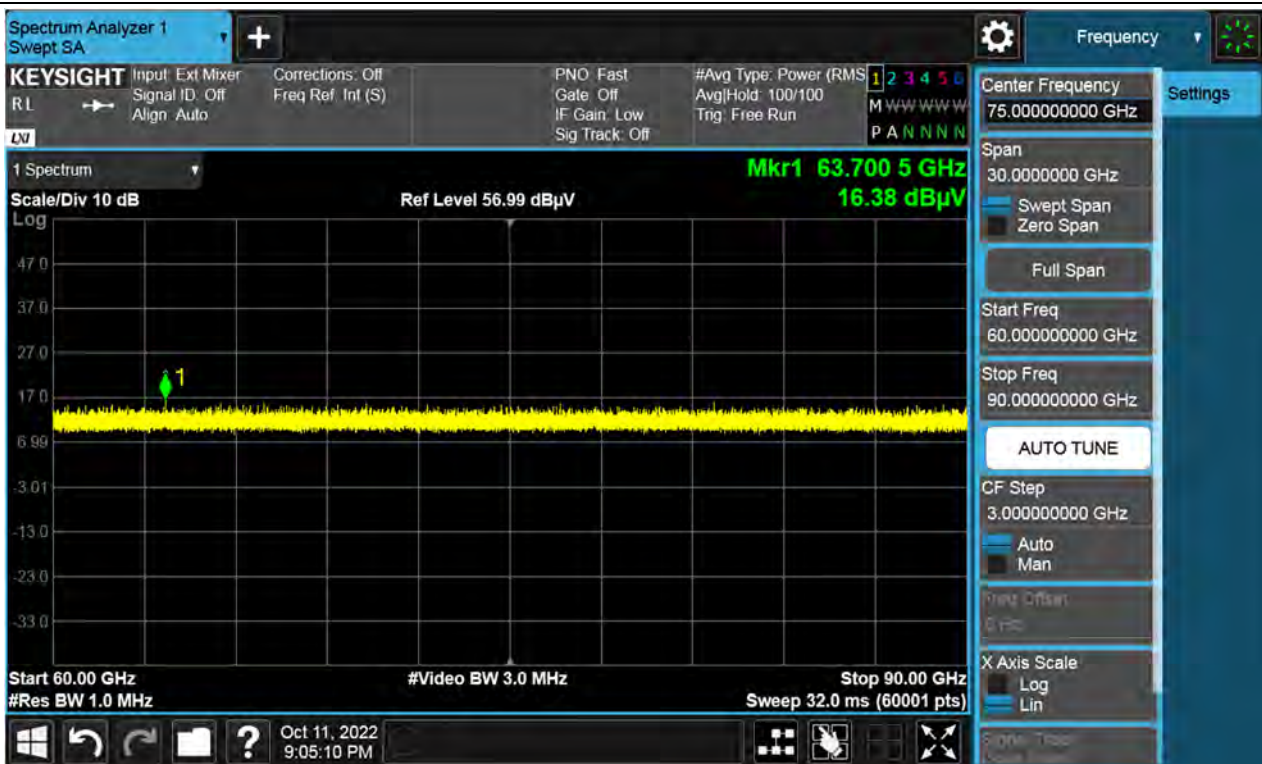 Spectrum Analyzer 1
Swept SA
+
Frequency
KEYSIGHT
RL
LXI
Input: Ext Mixer
Signal ID: Off
Align: Auto
Corrections: Off
Freq Ref: Int (S)
PNO: Fast
Gate: Off
IF Gain: Low
Sig Track: Off
#Avg Type: Power (RMS
Avg|Hold: 100/100
Trig: Free Run
1 2 3 4 5 6
M W W W W W
P A N N N N
1 Spectrum
Scale/Div 10 dB
Ref Level 56.99 dBµV
Mkr1 63.700 5 GHz
16.38 dBµV
Log
47.0
37.0
27.0
17.0
6.99
-3.01
-13.0
-23.0
-33.0
1
Start 60.00 GHz
#Video BW 3.0 MHz
Stop 90.00 GHz
#Res BW 1.0 MHz
Sweep 32.0 ms (60001 pts)
Center Frequency
75.000000000 GHz
Settings
Span
30.0000000 GHz
Swept Span
Zero Span
Full Span
Start Freq
60.000000000 GHz
Stop Freq
90.000000000 GHz
AUTO TUNE
CF Step
3.000000000 GHz
Auto
Man
Freq Offset
0 Hz
X Axis Scale
Log
Lin
Signal Track
?
Oct 11, 2022
9:05:10 PM